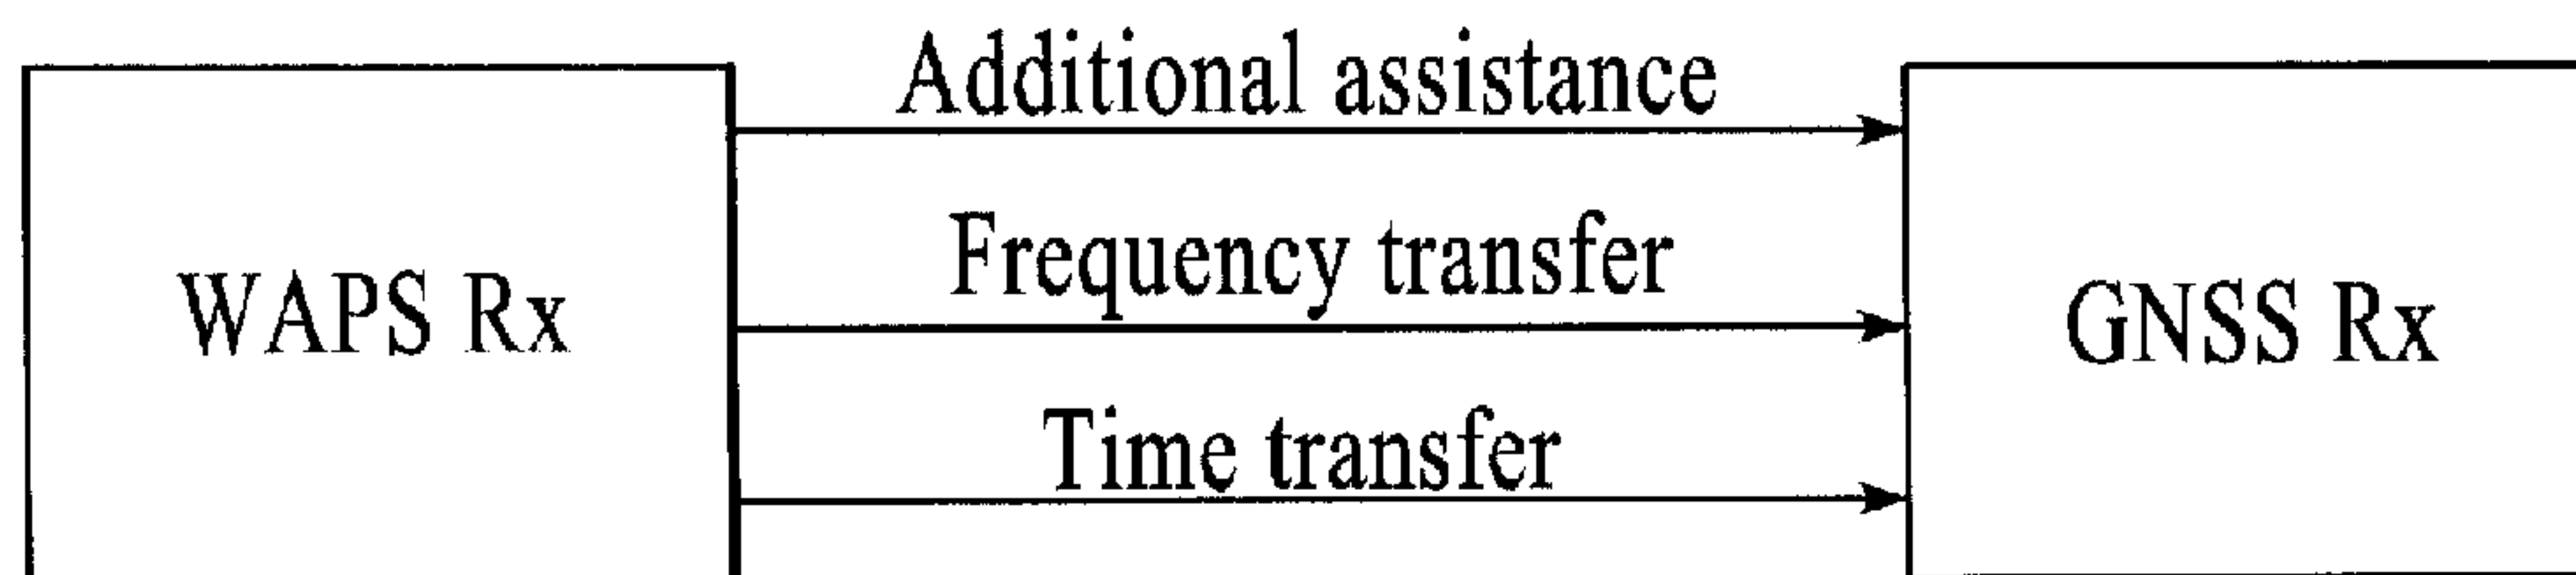 Additional assistance
Frequency transfer
WAPS Rx
GNSS Rx
Time transfer